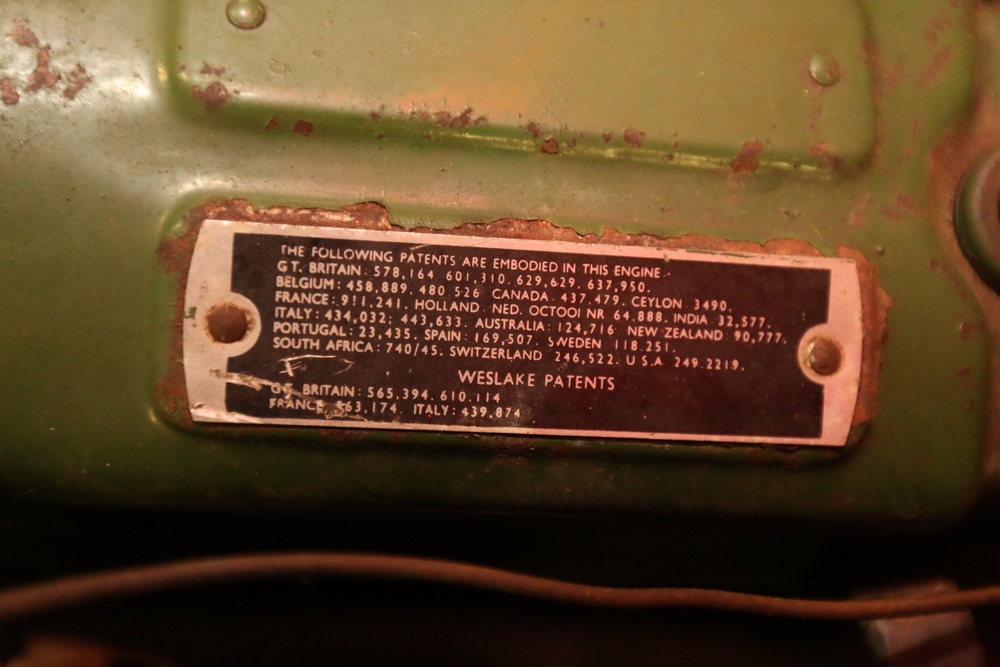 THE FOLLOWING PATENTS ARE EMBODIED IN THIS ENGINE.
GT. BRITAIN: 578,164 601,310. 629,629. 637,950.
BELGIUM: 458,889. 480 526 CANADA. 437,479. CEYLON 3490.
FRANCE: 911.241. HOLLAND. NED. OCTOOI NR 64.888. INDIA 32,577.
ITALY: 434,032; 443,633. AUSTRALIA: 124,716 NEW ZEALAND 90,777.
PORTUGAL: 23,435. SPAIN: 169,507. SWEDEN 118.251.
SOUTH AFRICA: 740/45. SWITZERLAND 246,522. U.S.A. 249.2219.
WESLAKE PATENTS
GT. BRITAIN: 565.394. 610.114
FRANCE 863,174. ITALY: 439,874